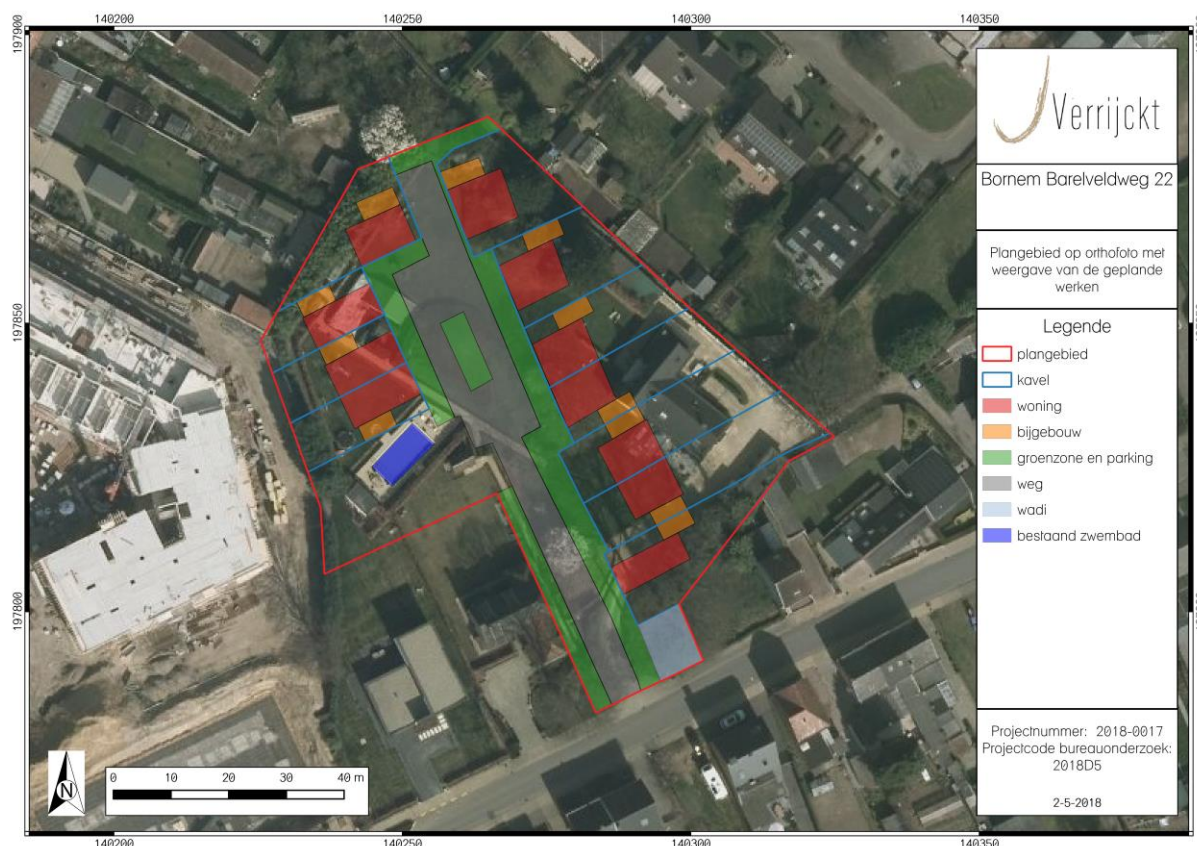 140200 140250 140300 140350
197900
197850
197800
Verrijckt
Bornem Barelveldweg 22
Plangebied op orthofoto met
weergave van de geplande
werken
Legende
plangebied
kavel
woning
bijgebouw
groenzone en parking
weg
wadi
bestaand zwembad
Projectnummer: 2018-0017
Projectcode bureauonderzoek:
2018D5
2-5-2018
N
0 10 20 30 40 m
140200 140250 140300 140350